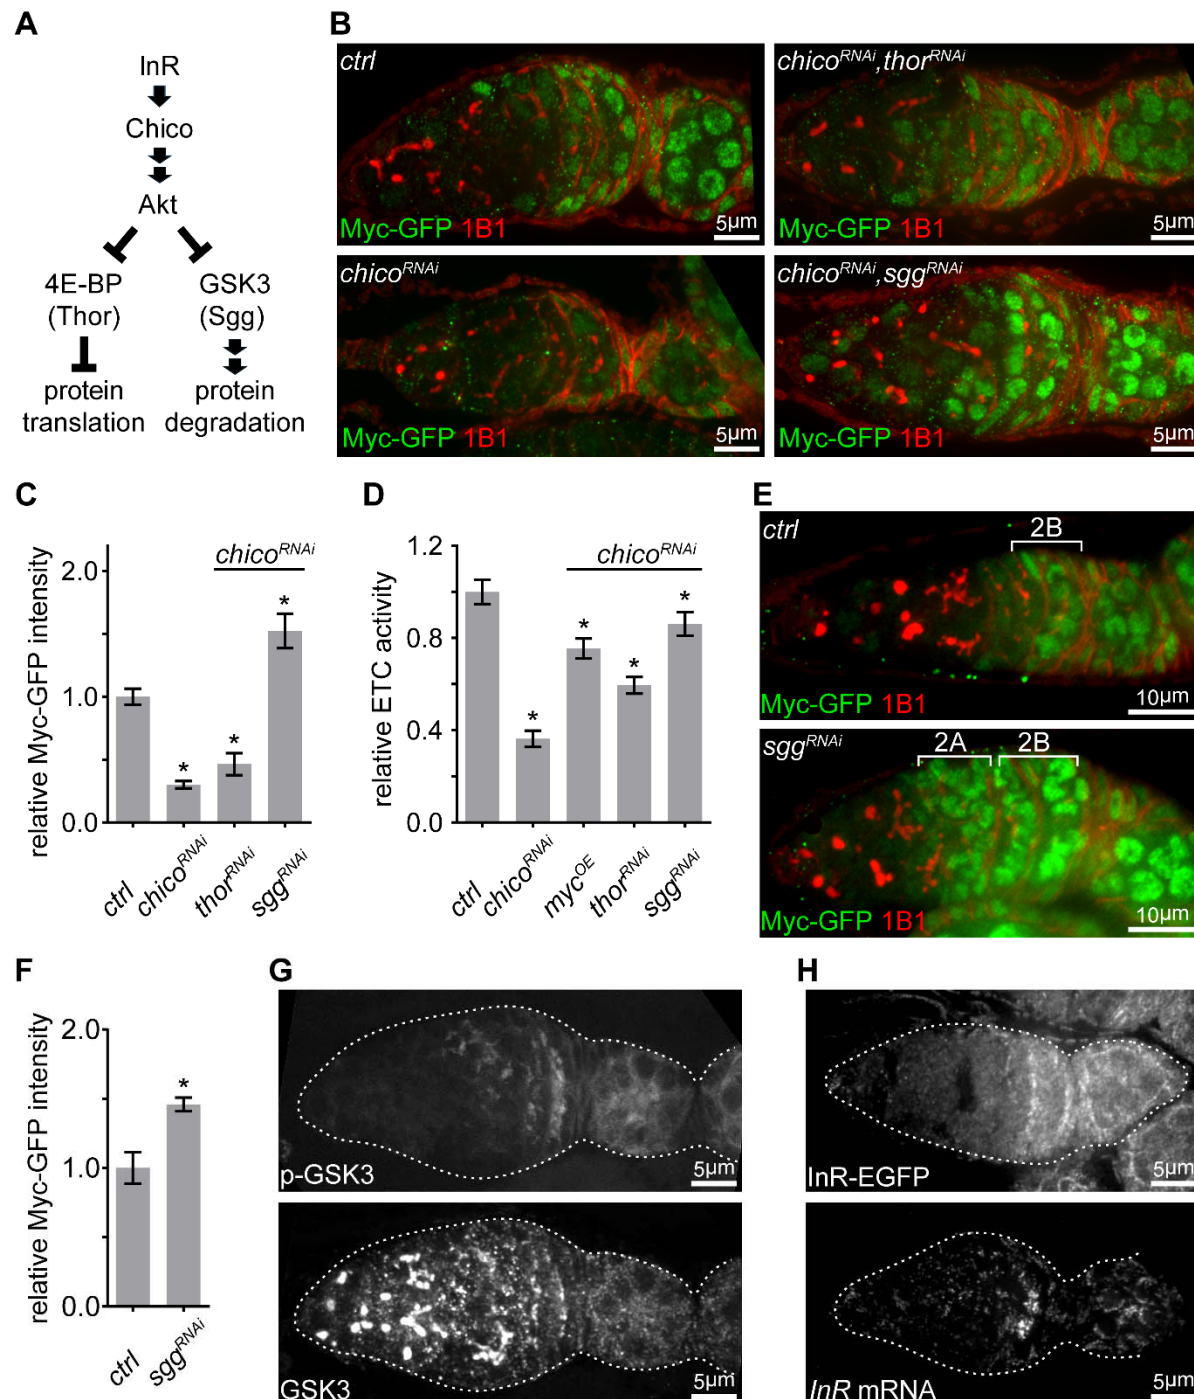 A
InR
Chico
Akt
4E-BP
(Thor)
GSK3
(Sgg)
protein
translation
protein
degradation
B
ctrl
Myc-GFP 1B1
5µm
chicoRNAi,thorRNAi
Myc-GFP 1B1
5µm
chicoRNAi
Myc-GFP 1B1
5µm
chicoRNAi,sggRNAi
Myc-GFP 1B1
5µm
C
relative Myc-GFP intensity
2.0
1.0
0.0
chicoRNAi
*
*
*
ctrl
chicoRNAi
thorRNAi
sggRNAi
D
relative ETC activity
1.2
0.8
0.4
0.0
chicoRNAi
*
*
*
*
ctrl
chicoRNAi
mycOE
thorRNAi
sggRNAi
E
ctrl
2B
Myc-GFP 1B1
10µm
sggRNAi
2A
2B
Myc-GFP 1B1
10µm
F
relative Myc-GFP intensity
2.0
1.0
0.0
*
ctrl
sggRNAi
G
p-GSK3
5µm
GSK3
5µm
H
InR-EGFP
5µm
InR mRNA
5µm